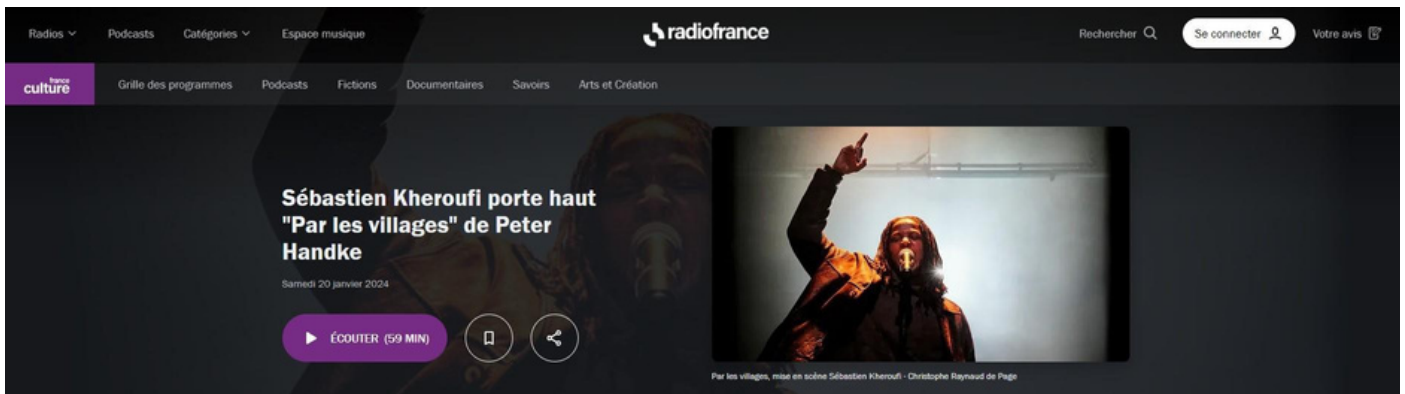 Radios Podcasts Catégories Espace musique radiofrance Rechercher Se connecter Votre avis
france
culture Grille des programmes Podcasts Fictions Documentaires Savoirs Arts et Création
Sébastien Kheroufi porte haut
"Par les villages" de Peter
Handke
Samedi 20 janvier 2024
ÉCOUTER (59 MIN)
Par les villages, mise en scène Sébastien Kheroufi - Christophe Raynaud de Page